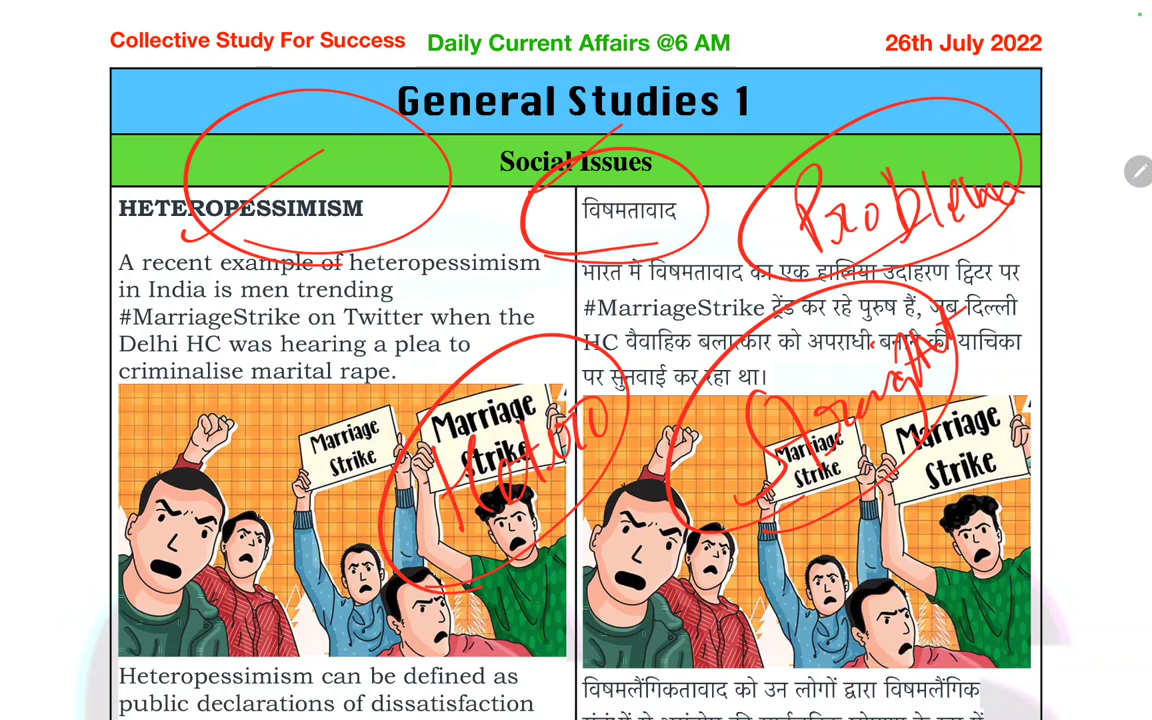 Collective Study For Success
Daily Current Affairs @6 AM
26th July 2022
General Studies 1
Social Issues
HETEROPESSIMISM
A recent example of heteropessimism
in India is men trending
#MarriageStrike on Twitter when the
Delhi HC was hearing a plea to
criminalise marital rape.
Marriage
Strike
Marriage
Strike
Hetero
Heteropessimism can be defined as
public declarations of dissatisfaction
विषमतावाद
Problem
भारत में विषमतावाद का एक हालिया उदाहरण ट्विटर पर
#MarriageStrike ट्रेंड कर रहे पुरुष हैं, जब दिल्ली
HC वैवाहिक बलात्कार को अपराधी बनाने की याचिका
पर सुनवाई कर रहा था।
Straight
Marriage
Strike
Marriage
Strike
विषमलैंगिकतावाद को उन लोगों द्वारा विषमलैंगिक